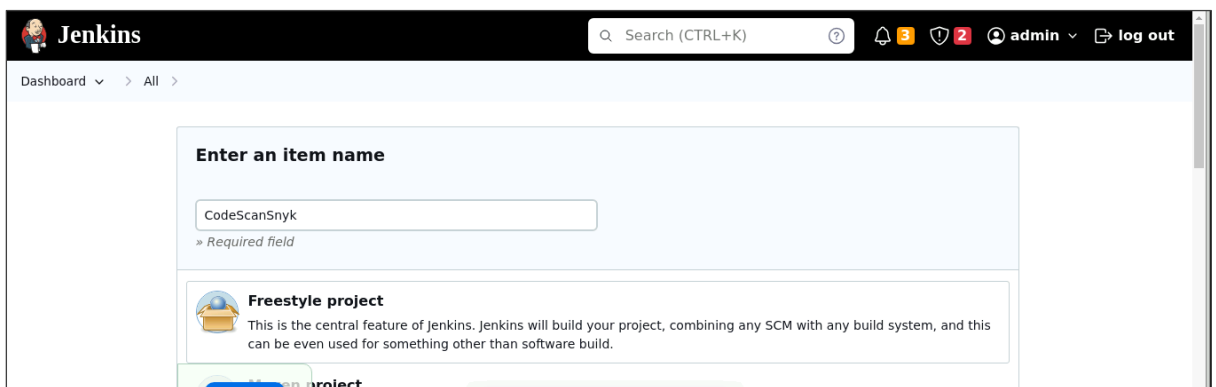 Jenkins
Search (CTRL+K)
3
2
admin
log out
Dashboard
All
Enter an item name
CodeScanSnyk
» Required field
Freestyle project
This is the central feature of Jenkins. Jenkins will build your project, combining any SCM with any build system, and this
can be even used for something other than software build.
Maven project